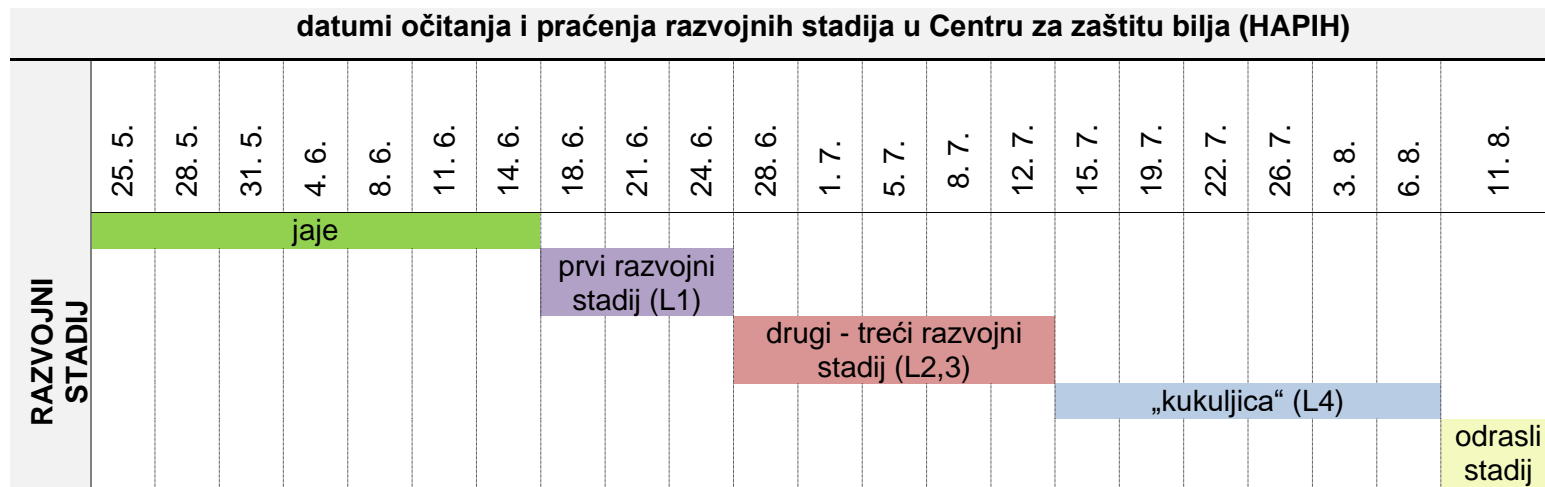 datumi očitanja i praćenja razvojnih stadija u Centru za zaštitu bilja (HAPIH)
25. 5.
28. 5.
31. 5.
4. 6.
8. 6.
11. 6.
14. 6.
18. 6.
21. 6.
24. 6.
28. 6.
1. 7.
5. 7.
8. 7.
12. 7.
15. 7.
19. 7.
22. 7.
26. 7.
3. 8.
6. 8.
11. 8.
RAZVOJNI
STADIJ
jaje
prvi razvojni
stadij (L1)
drugi - treći razvojni
stadij (L2,3)
„kukuljica“ (L4)
odrasli
stadij